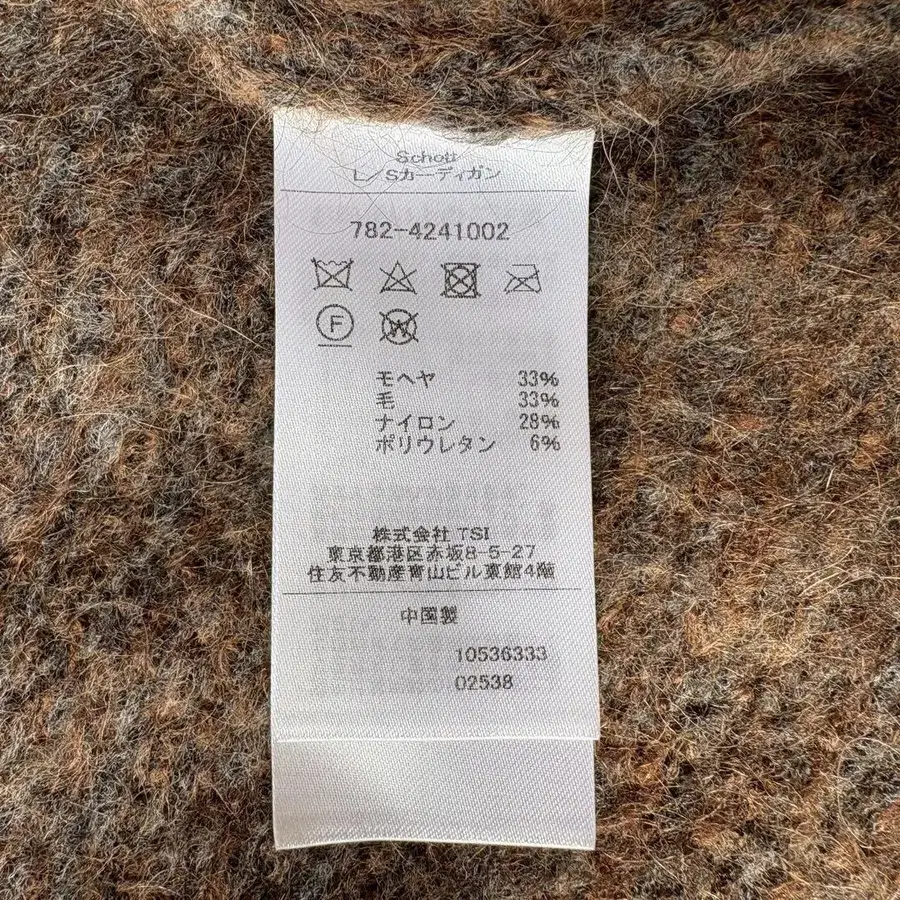 Schott
L/Sカーディガン
782-4241002
F
W
モヘヤ 33%
毛 33%
ナイロン 28%
ポリウレタン 6%
株式会社 TSI
東京都港区赤坂8-5-27
住友不動産青山ビル東館4階
中国製
10536333
02538